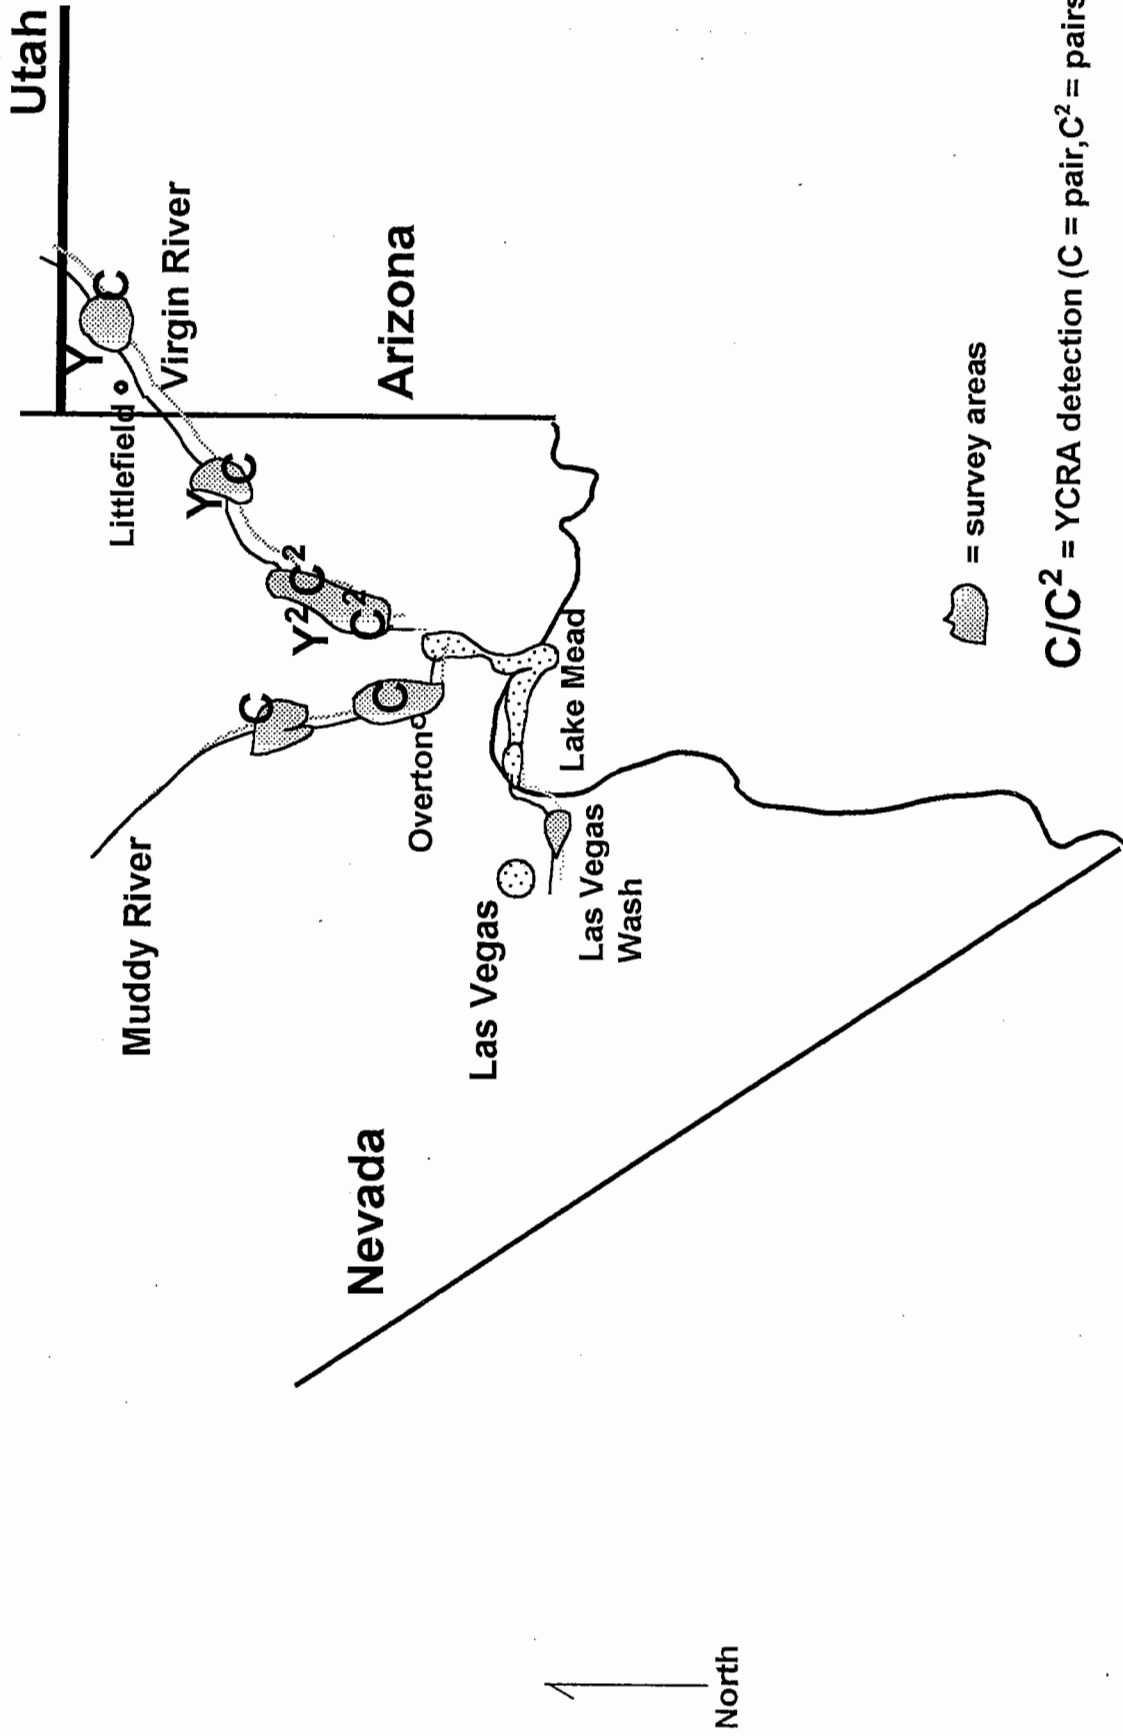 Utah
Y
C
Littlefield
Virgin River
Muddy River
Y
C
C
Y²
C²
C²
C
Nevada
Arizona
Overton
Las Vegas
Lake Mead
Las Vegas
Wash
North
= survey areas
C/C² = YCRA detection (C = pair,C² = pairs